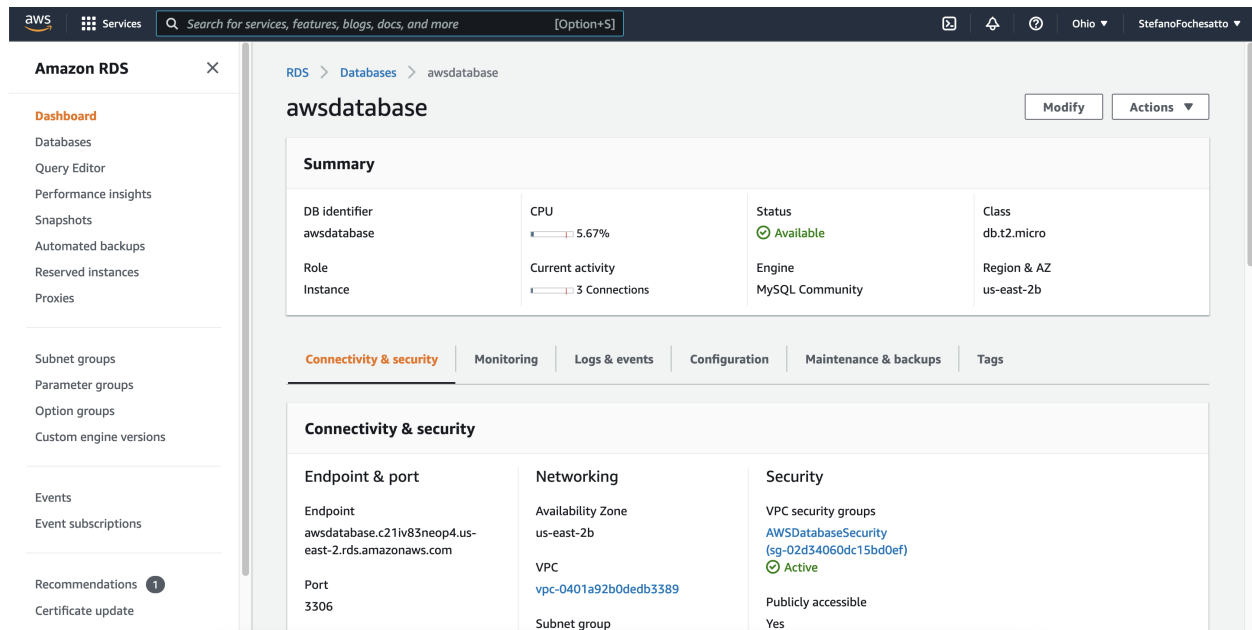 aws
Services
Search for services, features, blogs, docs, and more [Option+S]
Ohio ▼
StefanoFochesatto ▼
Amazon RDS
Dashboard
Databases
Query Editor
Performance insights
Snapshots
Automated backups
Reserved instances
Proxies
Subnet groups
Parameter groups
Option groups
Custom engine versions
Events
Event subscriptions
Recommendations 1
Certificate update
RDS > Databases > awsdatabase
awsdatabase
Modify
Actions ▼
Summary
DB identifier
awsdatabase
Role
Instance
CPU
5.67%
Current activity
3 Connections
Status
Available
Engine
MySQL Community
Class
db.t2.micro
Region & AZ
us-east-2b
Connectivity & security
Monitoring
Logs & events
Configuration
Maintenance & backups
Tags
Connectivity & security
Endpoint & port
Endpoint
awsdatabase.c21iv83neop4.us-
east-2.rds.amazonaws.com
Port
3306
Networking
Availability Zone
us-east-2b
VPC
vpc-0401a92b0dedb3389
Subnet group
Security
VPC security groups
AWSDatabaseSecurity
(sg-02d34060dc15bd0ef)
Active
Publicly accessible
Yes